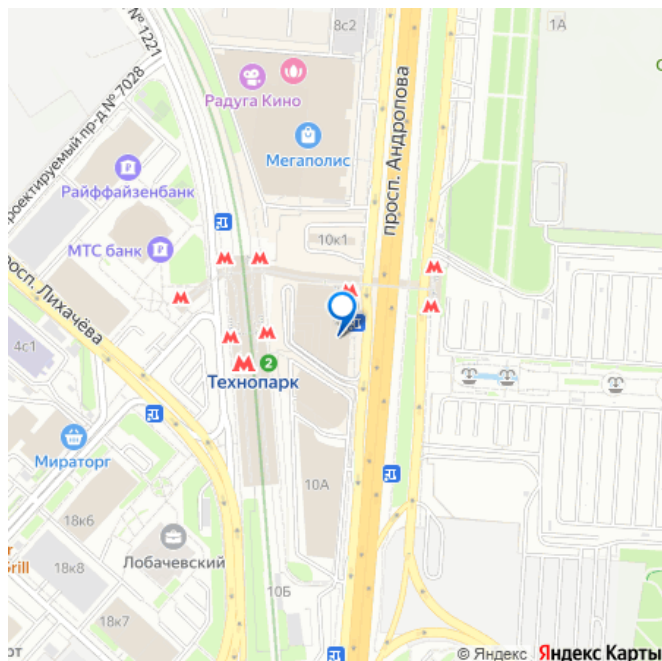 № 1221
8с2
1А
Радуга Кино
просп. Андропова
Мегаполис
проектируемый пр-д № 7028
Райффайзенбанк
10к1
МТС банк
просп. Лихачёва
4с1
2
Технопарк
Мираторг
10А
18к6
Лобачевский
Grill
18к8
10Б
18к7
© Яндекс Яндекс Карты